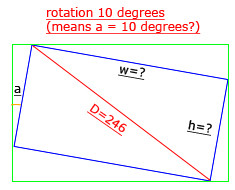 rotation 10 degrees
(means a = 10 degrees?)
w=?
a
D=246
h=?